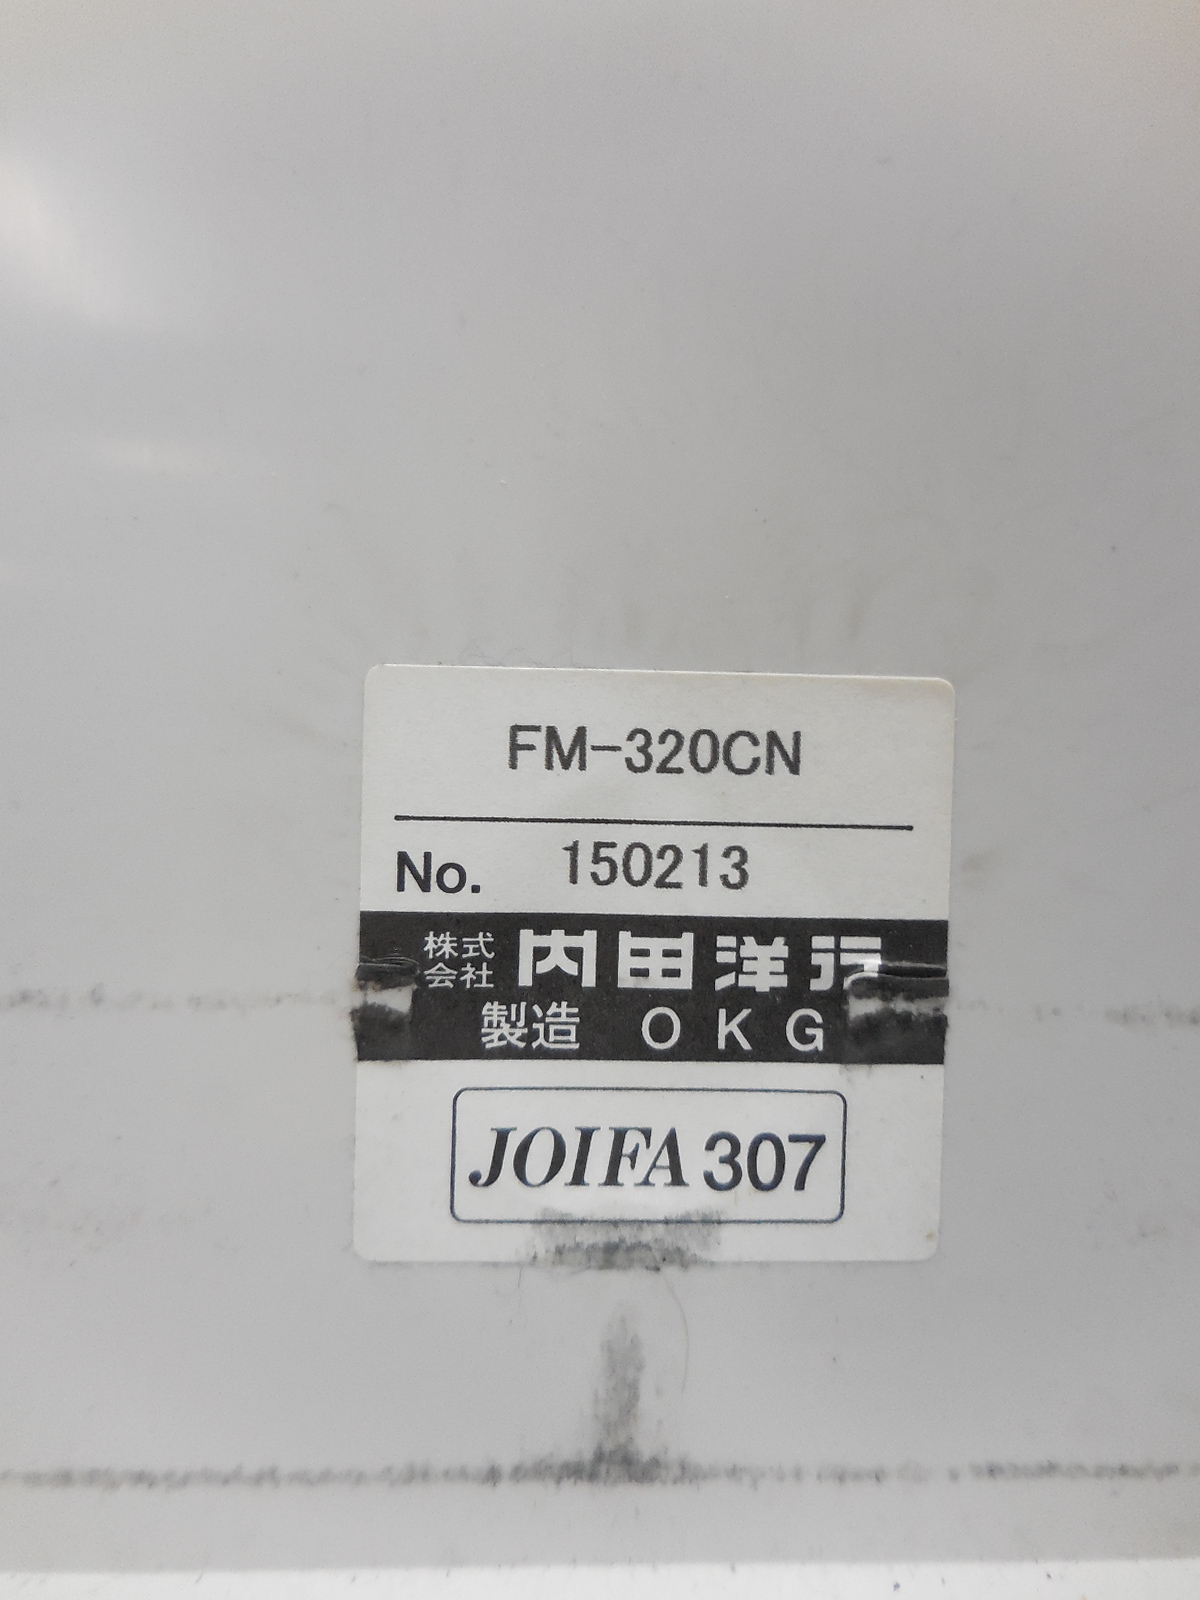 FM-320CN
No. 150213
株式会社 内田洋行
製造 OKG
JOIFA 307